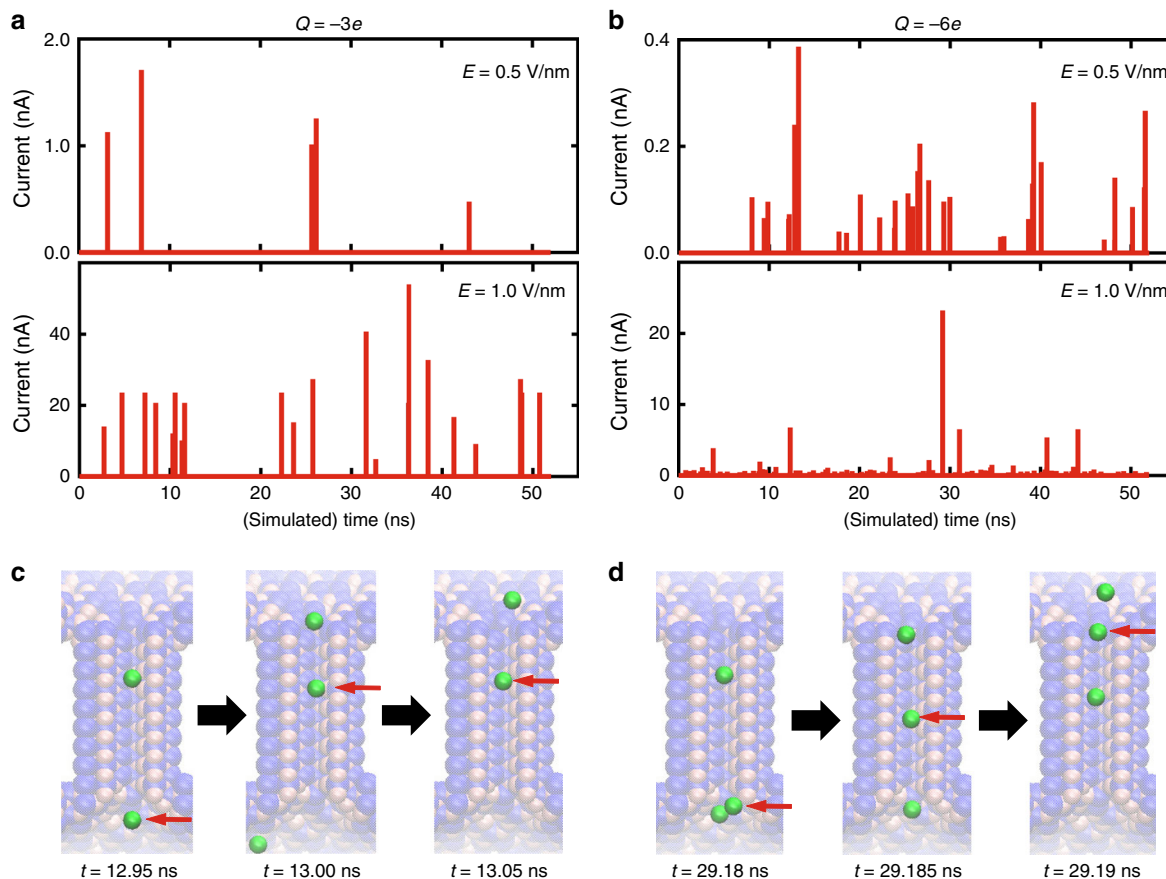 a
Q = –3e
2.0
1.0
0.0
Current (nA)
E = 0.5 V/nm
40
20
0
Current (nA)
E = 1.0 V/nm
0 10 20 30 40 50
(Simulated) time (ns)
b
Q = –6e
0.4
0.2
0.0
Current (nA)
E = 0.5 V/nm
20
10
0
Current (nA)
E = 1.0 V/nm
0 10 20 30 40 50
(Simulated) time (ns)
c
t = 12.95 ns
t = 13.00 ns
t = 13.05 ns
d
t = 29.18 ns
t = 29.185 ns
t = 29.19 ns